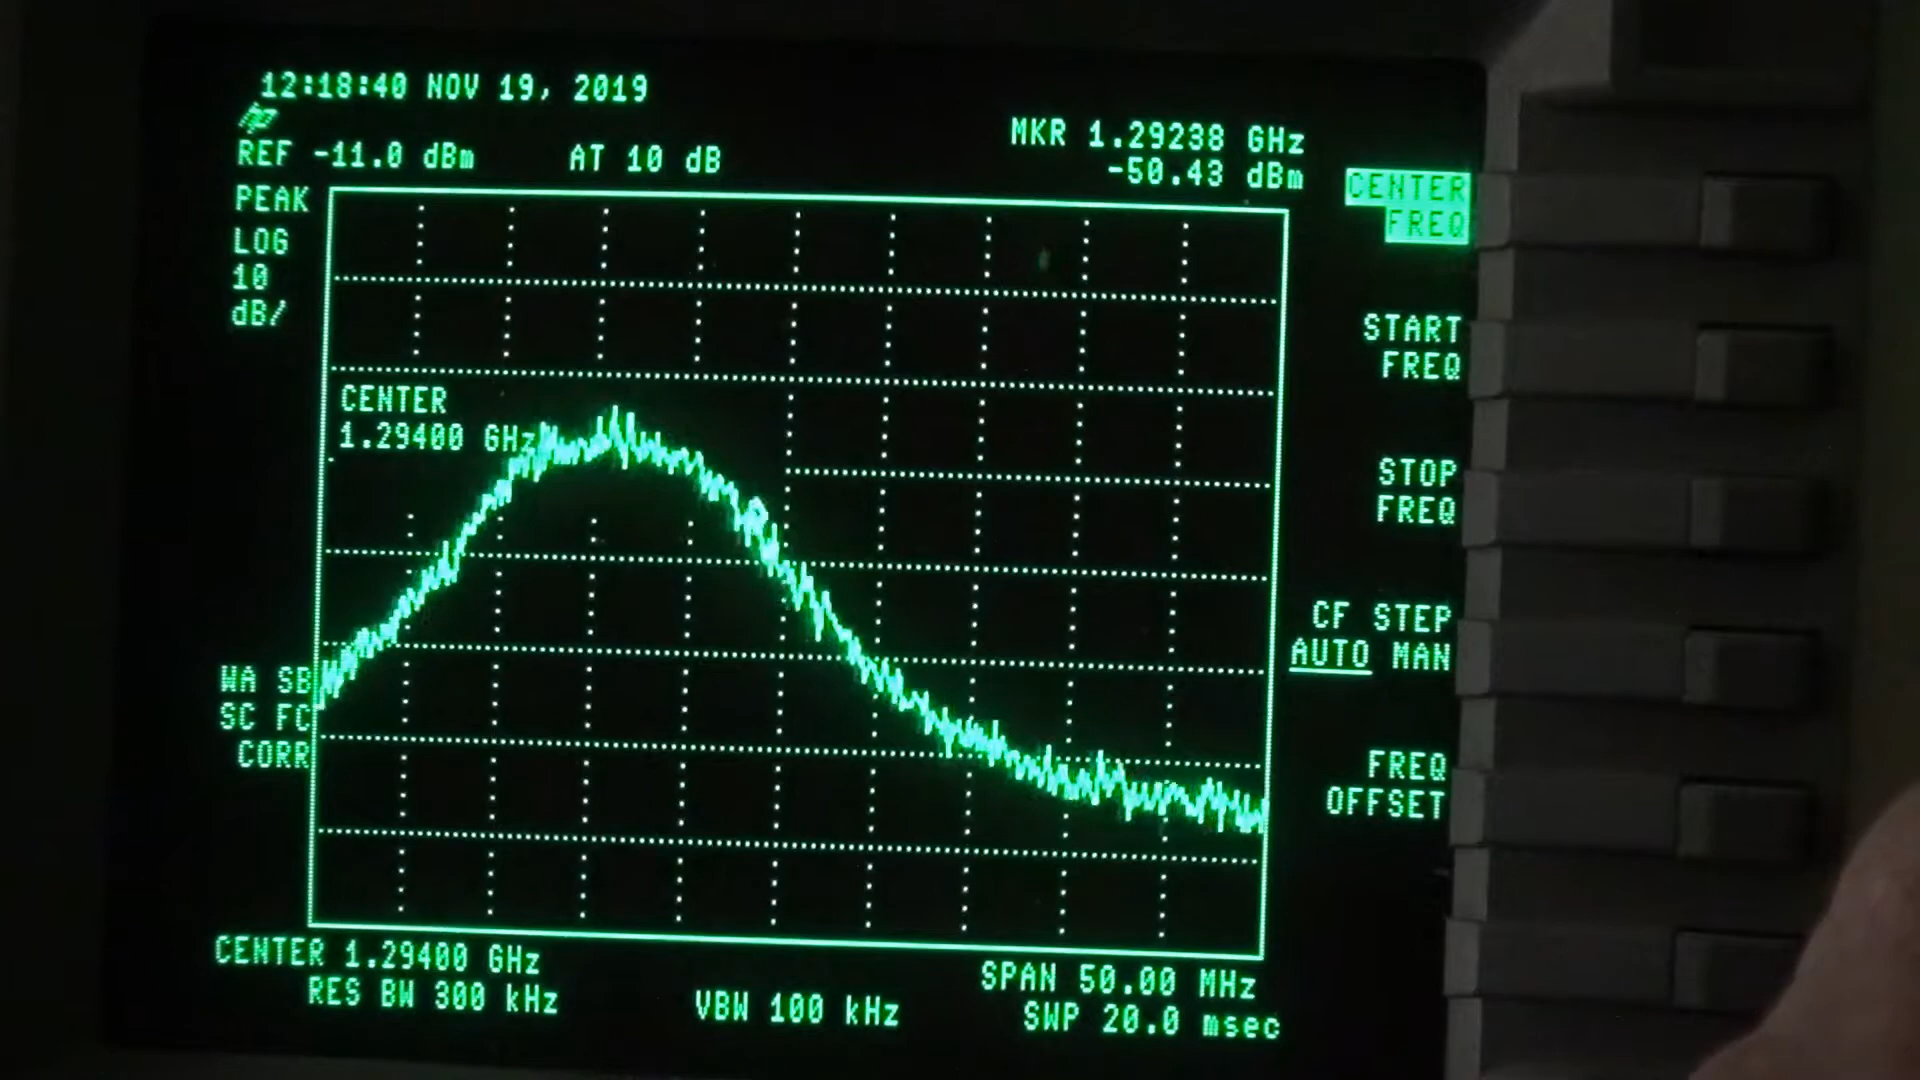 12:18:40 NOV 19, 2019
hp
REF -11.0 dBm AT 10 dB
MKR 1.29238 GHz
-50.43 dBm
PEAK
LOG
10
dB/
CENTER
1.29400 GHz
WA SB
SC FC
CORR
CENTER
FREQ
START
FREQ
STOP
FREQ
CF STEP
AUTO MAN
FREQ
OFFSET
CENTER 1.29400 GHz
SPAN 50.00 MHz
RES BW 300 kHz
VBW 100 kHz
SWP 20.0 msec